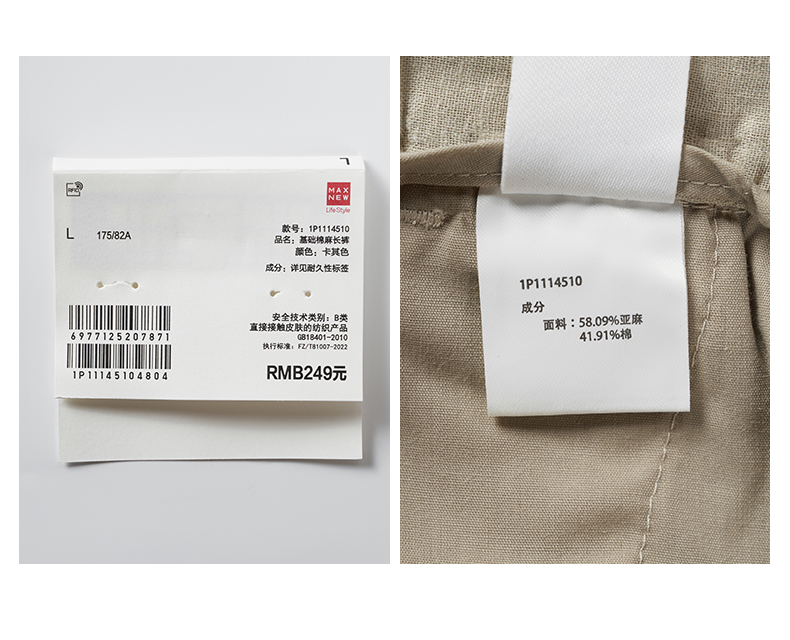 L
RFID
MAX
NEW
LifeStyle
L 175/82A
款号：1P1114510
品名：基础棉麻长裤
颜色：卡其色
成分：详见耐久性标签
安全技术类别：B类
直接接触皮肤的纺织产品
GB18401-2010
执行标准：FZ/T81007-2022
6977125207871
1P11145104804
RMB249元
1P1114510
成分
面料：58.09%亚麻
41.91%棉